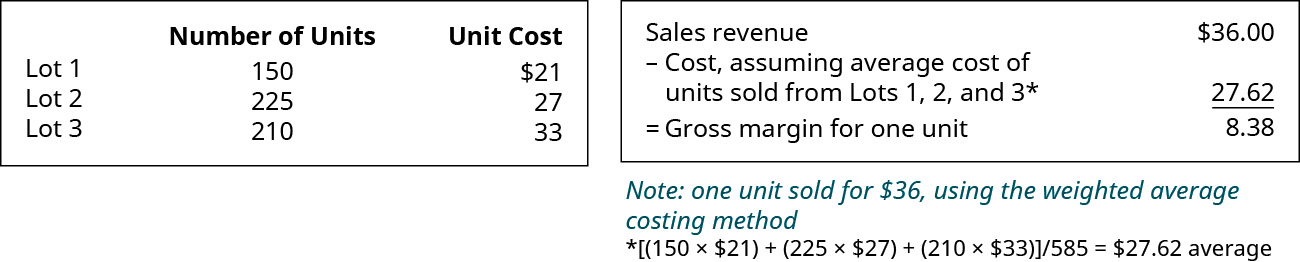 Number of Units Unit Cost
Lot 1 150 $21
Lot 2 225 27
Lot 3 210 33
Sales revenue $36.00
– Cost, assuming average cost of
units sold from Lots 1, 2, and 3* 27.62
= Gross margin for one unit 8.38
Note: one unit sold for $36, using the weighted average
costing method
*[(150 × $21) + (225 × $27) + (210 × $33)]/585 = $27.62 average